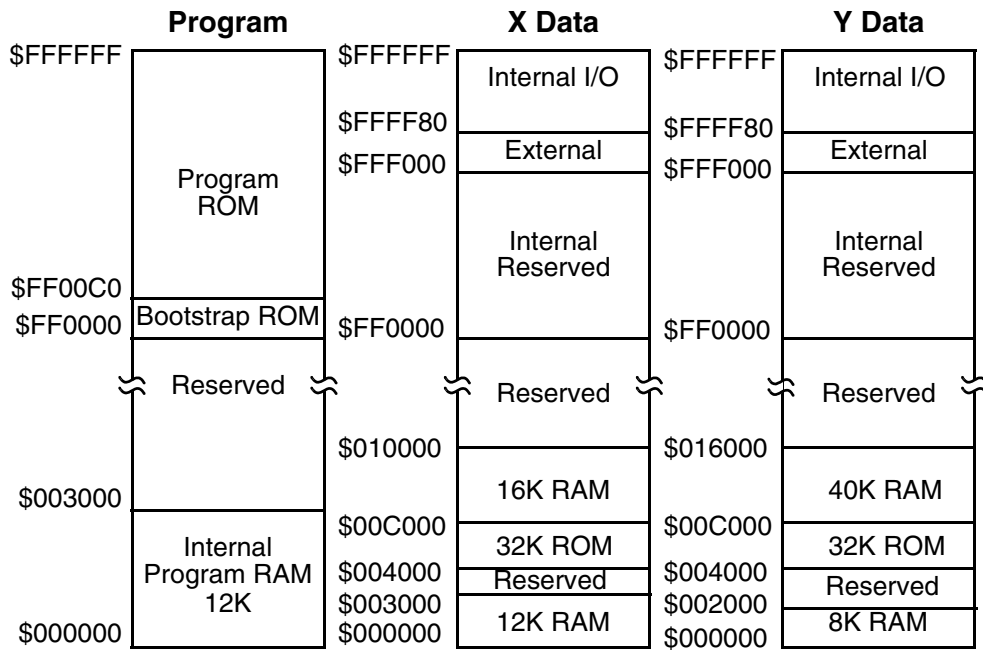 Program
$FFFFFF
Program
ROM
$FF00C0
Bootstrap ROM
$FF0000
Reserved
$003000
Internal
Program RAM
12K
$000000
X Data
$FFFFFF
Internal I/O
$FFFF80
External
$FFF000
Internal
Reserved
$FF0000
Reserved
$010000
16K RAM
$00C000
32K ROM
$004000
Reserved
$003000
12K RAM
$000000
Y Data
$FFFFFF
Internal I/O
$FFFF80
External
$FFF000
Internal
Reserved
$FF0000
Reserved
$016000
40K RAM
$00C000
32K ROM
$004000
Reserved
$002000
8K RAM
$000000